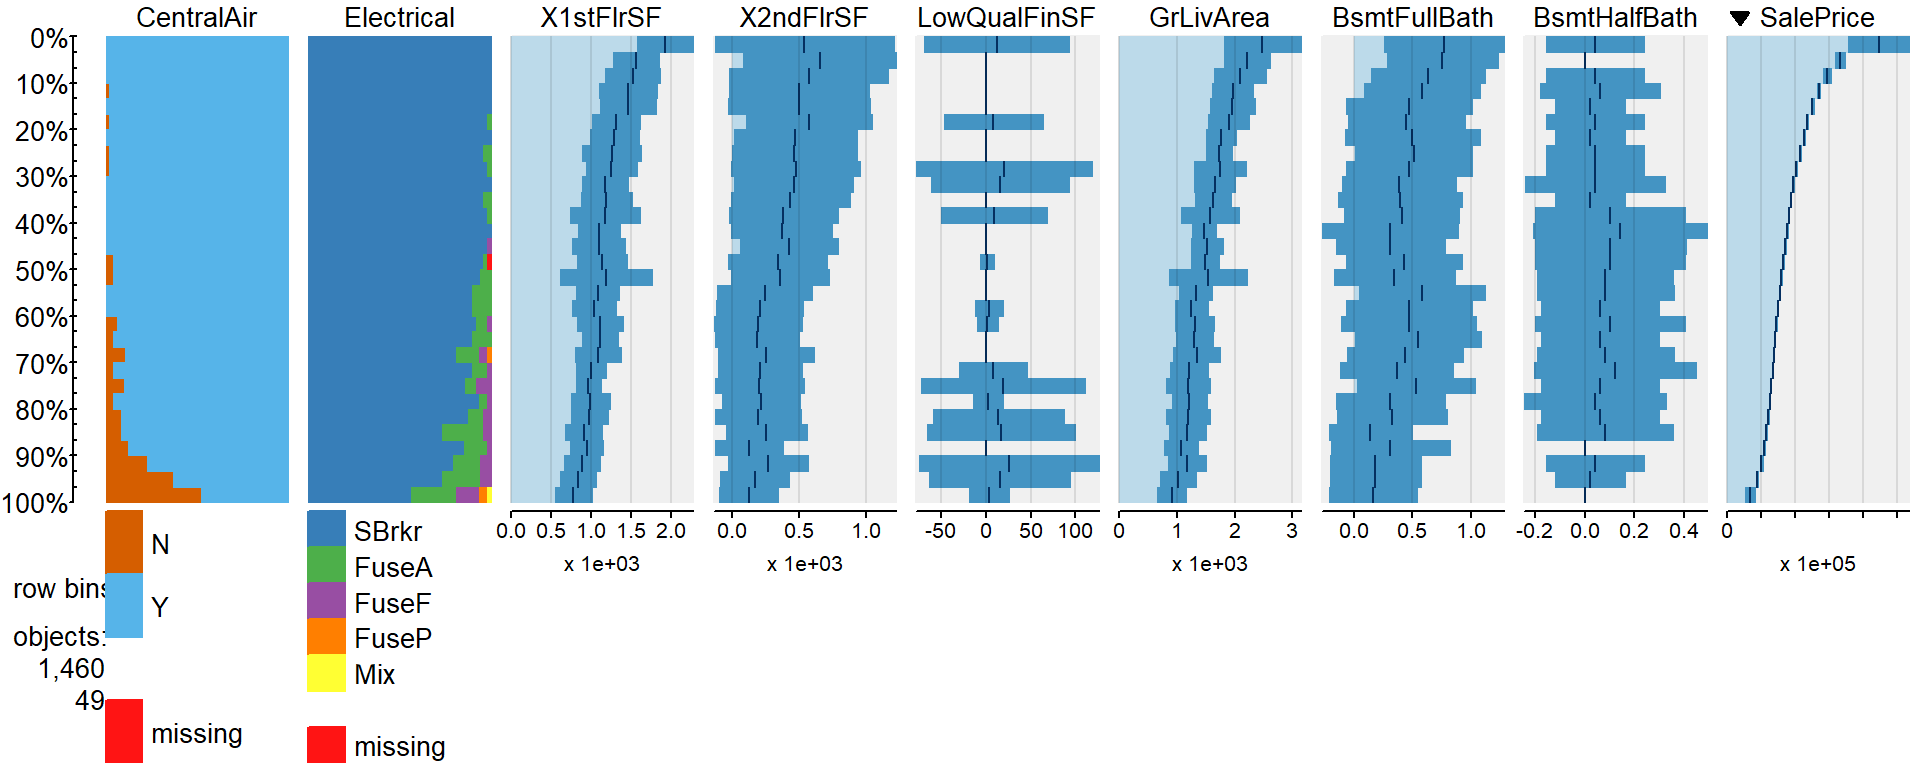 CentralAir
Electrical
X1stFlrSF
X2ndFlrSF
LowQualFinSF
GrLivArea
BsmtFullBath
BsmtHalfBath
SalePrice
0%
10%
20%
30%
40%
50%
60%
70%
80%
90%
100%
0.0 0.5 1.0 1.5 2.0
x 1e+03
0.0 0.5 1.0
x 1e+03
-50 0 50 100
0 1 2 3
x 1e+03
0.0 0.5 1.0
-0.2 0.0 0.2 0.4
0
x 1e+05
N
Y
missing
SBrkr
FuseA
FuseF
FuseP
Mix
missing
row bins
objects:
1,460
49